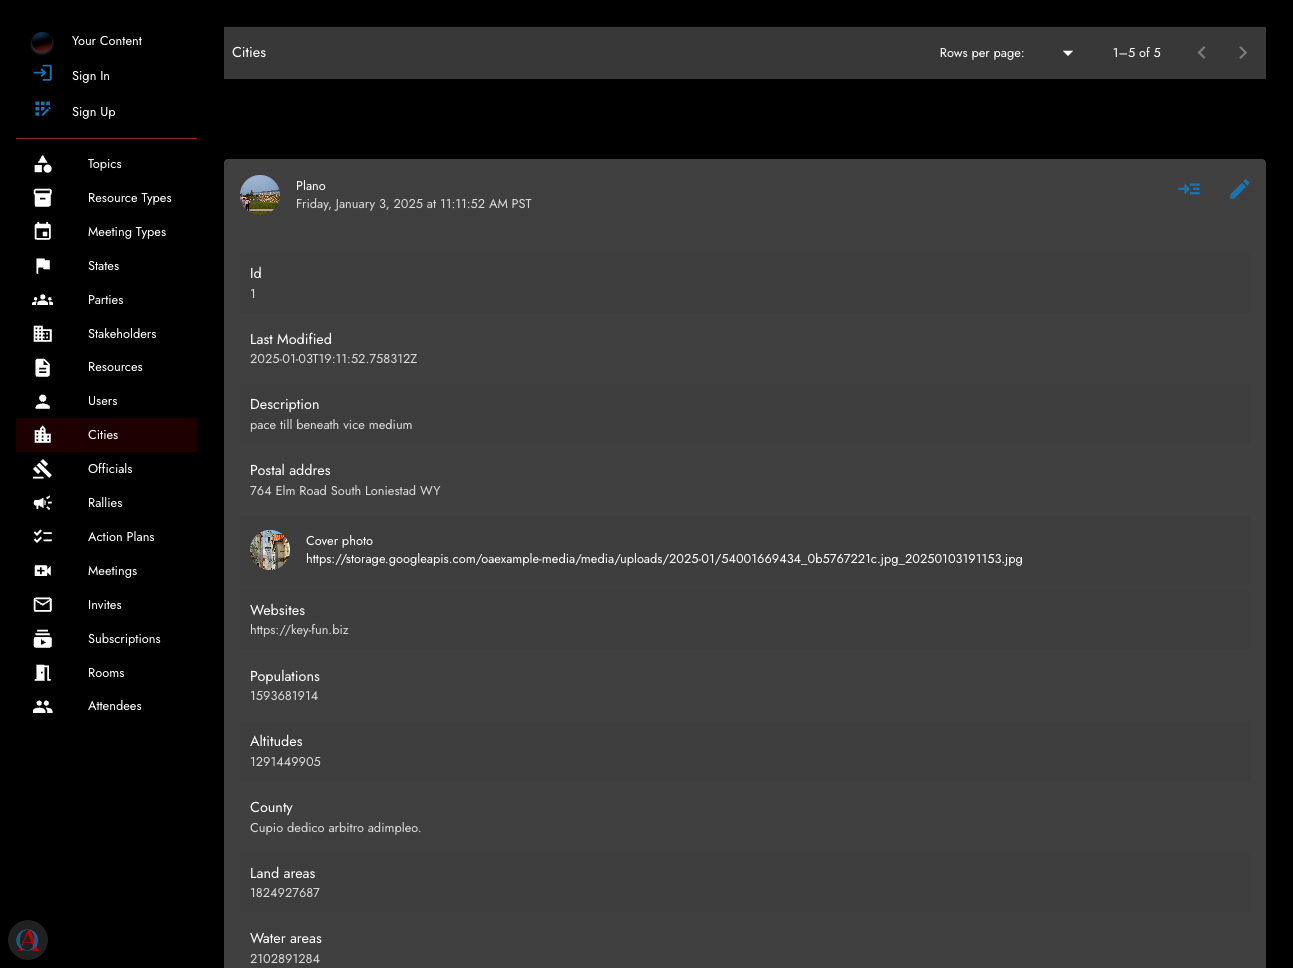 Your Content
Sign In
Sign Up
Topics
Resource Types
Meeting Types
States
Parties
Stakeholders
Resources
Users
Cities
Officials
Rallies
Action Plans
Meetings
Invites
Subscriptions
Rooms
Attendees
Cities
Rows per page:
1–5 of 5
Plano
Friday, January 3, 2025 at 11:11:52 AM PST
Id
1
Last Modified
2025-01-03T19:11:52.758312Z
Description
pace till beneath vice medium
Postal addres
764 Elm Road South Loniestad WY
Cover photo
https://storage.googleapis.com/oaexample-media/media/uploads/2025-01/54001669434_0b5767221c.jpg_20250103191153.jpg
Websites
https://key-fun.biz
Populations
1593681914
Altitudes
1291449905
County
Cupio dedico arbitro adimpleo.
Land areas
1824927687
Water areas
2102891284